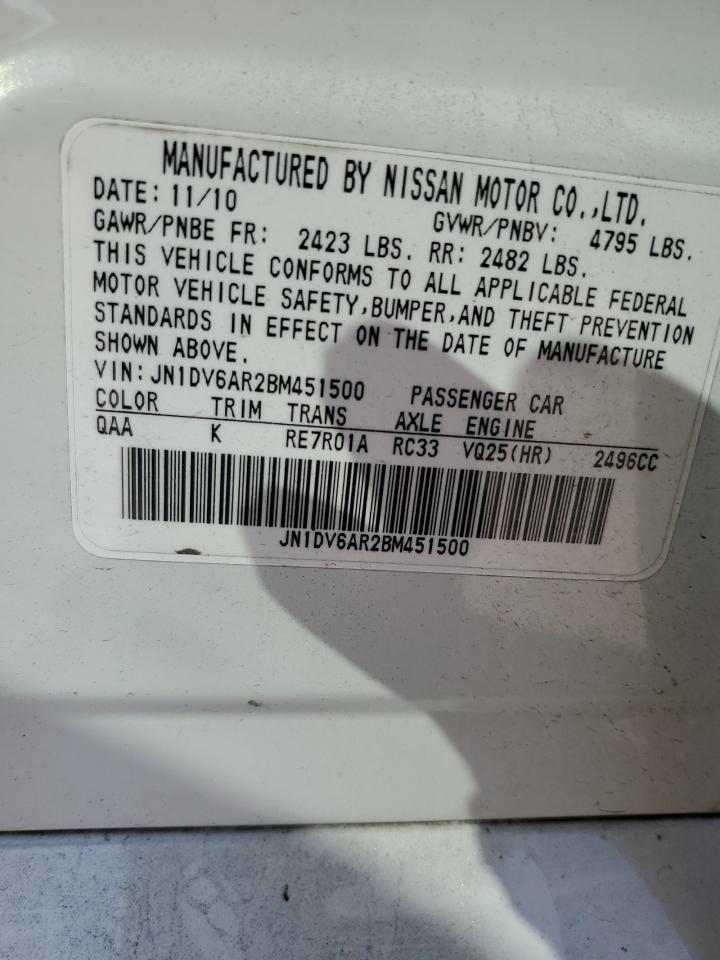 MANUFACTURED BY NISSAN MOTOR CO.,LTD.
DATE: 11/10 GVWR/PNBV: 4795 LBS.
GAWR/PNBE FR: 2423 LBS. RR: 2482 LBS.
THIS VEHICLE CONFORMS TO ALL APPLICABLE FEDERAL
MOTOR VEHICLE SAFETY,BUMPER,AND THEFT PREVENTION
STANDARDS IN EFFECT ON THE DATE OF MANUFACTURE
SHOWN ABOVE.
VIN: JN1DV6AR2BM451500 PASSENGER CAR
COLOR TRIM TRANS AXLE ENGINE
QAA K RE7R01A RC33 VQ25(HR) 2496CC
JN1DV6AR2BM451500